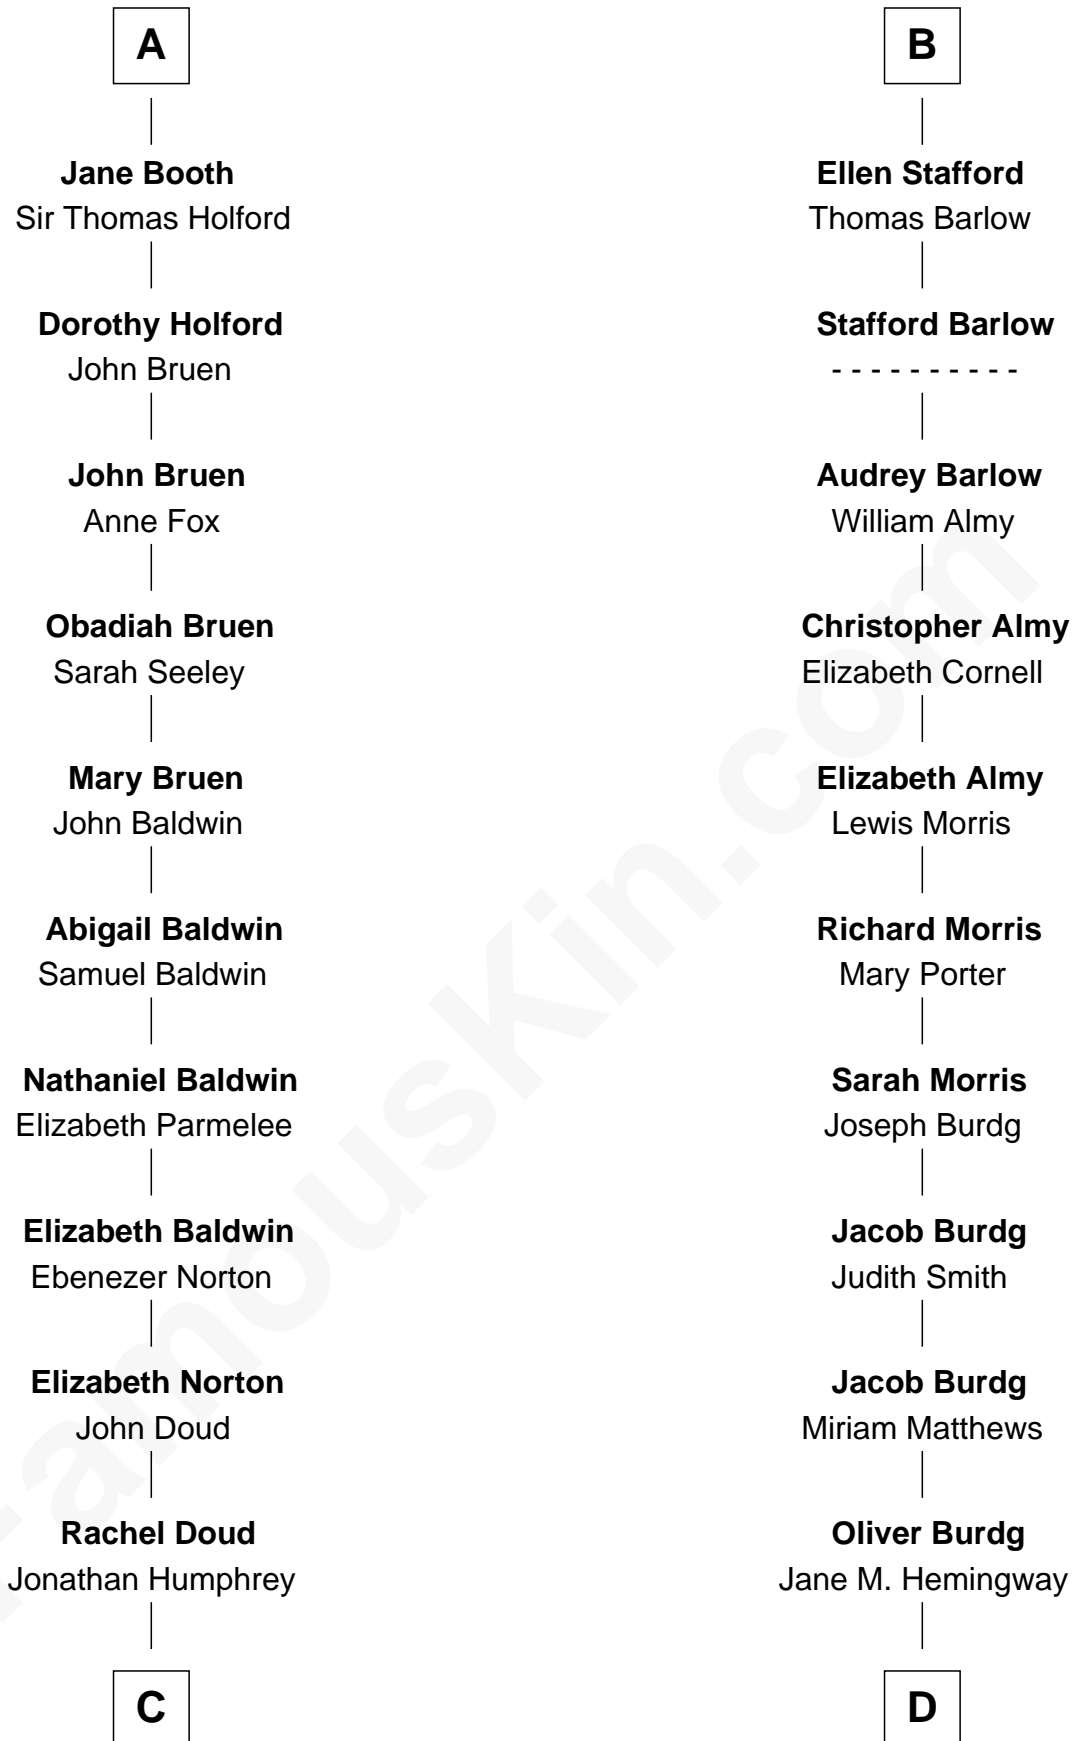 A
Jane Booth
Sir Thomas Holford
Dorothy Holford
John Bruen
John Bruen
Anne Fox
Obadiah Bruen
Sarah Seeley
Mary Bruen
John Baldwin
Abigail Baldwin
Samuel Baldwin
Nathaniel Baldwin
Elizabeth Parmelee
Elizabeth Baldwin
Ebenezer Norton
Elizabeth Norton
John Doud
Rachel Doud
Jonathan Humphrey
C
B
Ellen Stafford
Thomas Barlow
Stafford Barlow
- - - - - - - - - -
Audrey Barlow
William Almy
Christopher Almy
Elizabeth Cornell
Elizabeth Almy
Lewis Morris
Richard Morris
Mary Porter
Sarah Morris
Joseph Burdg
Jacob Burdg
Judith Smith
Jacob Burdg
Miriam Matthews
Oliver Burdg
Jane M. Hemingway
D
FamousKin.com